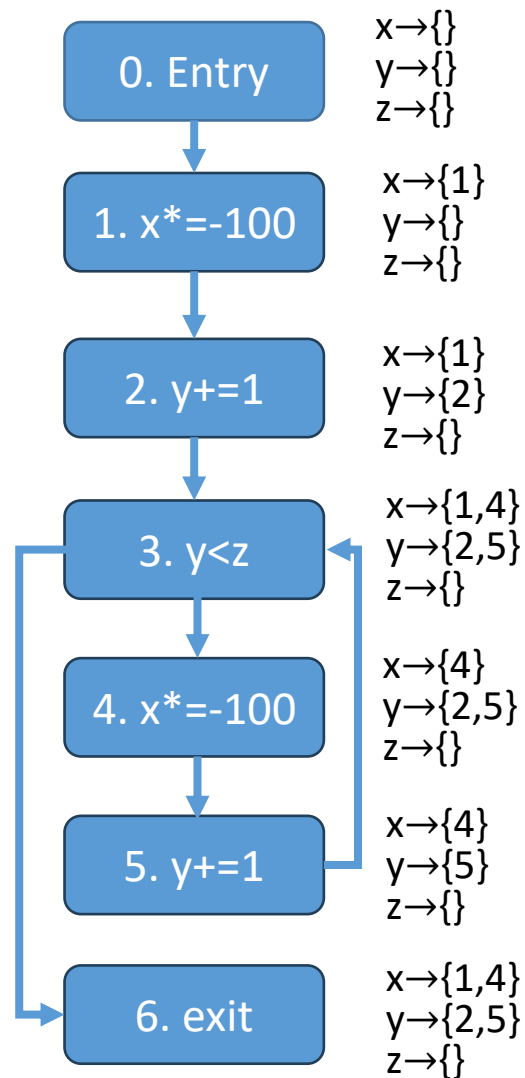 0. Entry
x→{}
y→{}
z→{}
1. x*=-100
x→{1}
y→{}
z→{}
2. y+=1
x→{1}
y→{2}
z→{}
3. y<z
x→{1,4}
y→{2,5}
z→{}
4. x*=-100
x→{4}
y→{2,5}
z→{}
5. y+=1
x→{4}
y→{5}
z→{}
6. exit
x→{1,4}
y→{2,5}
z→{}